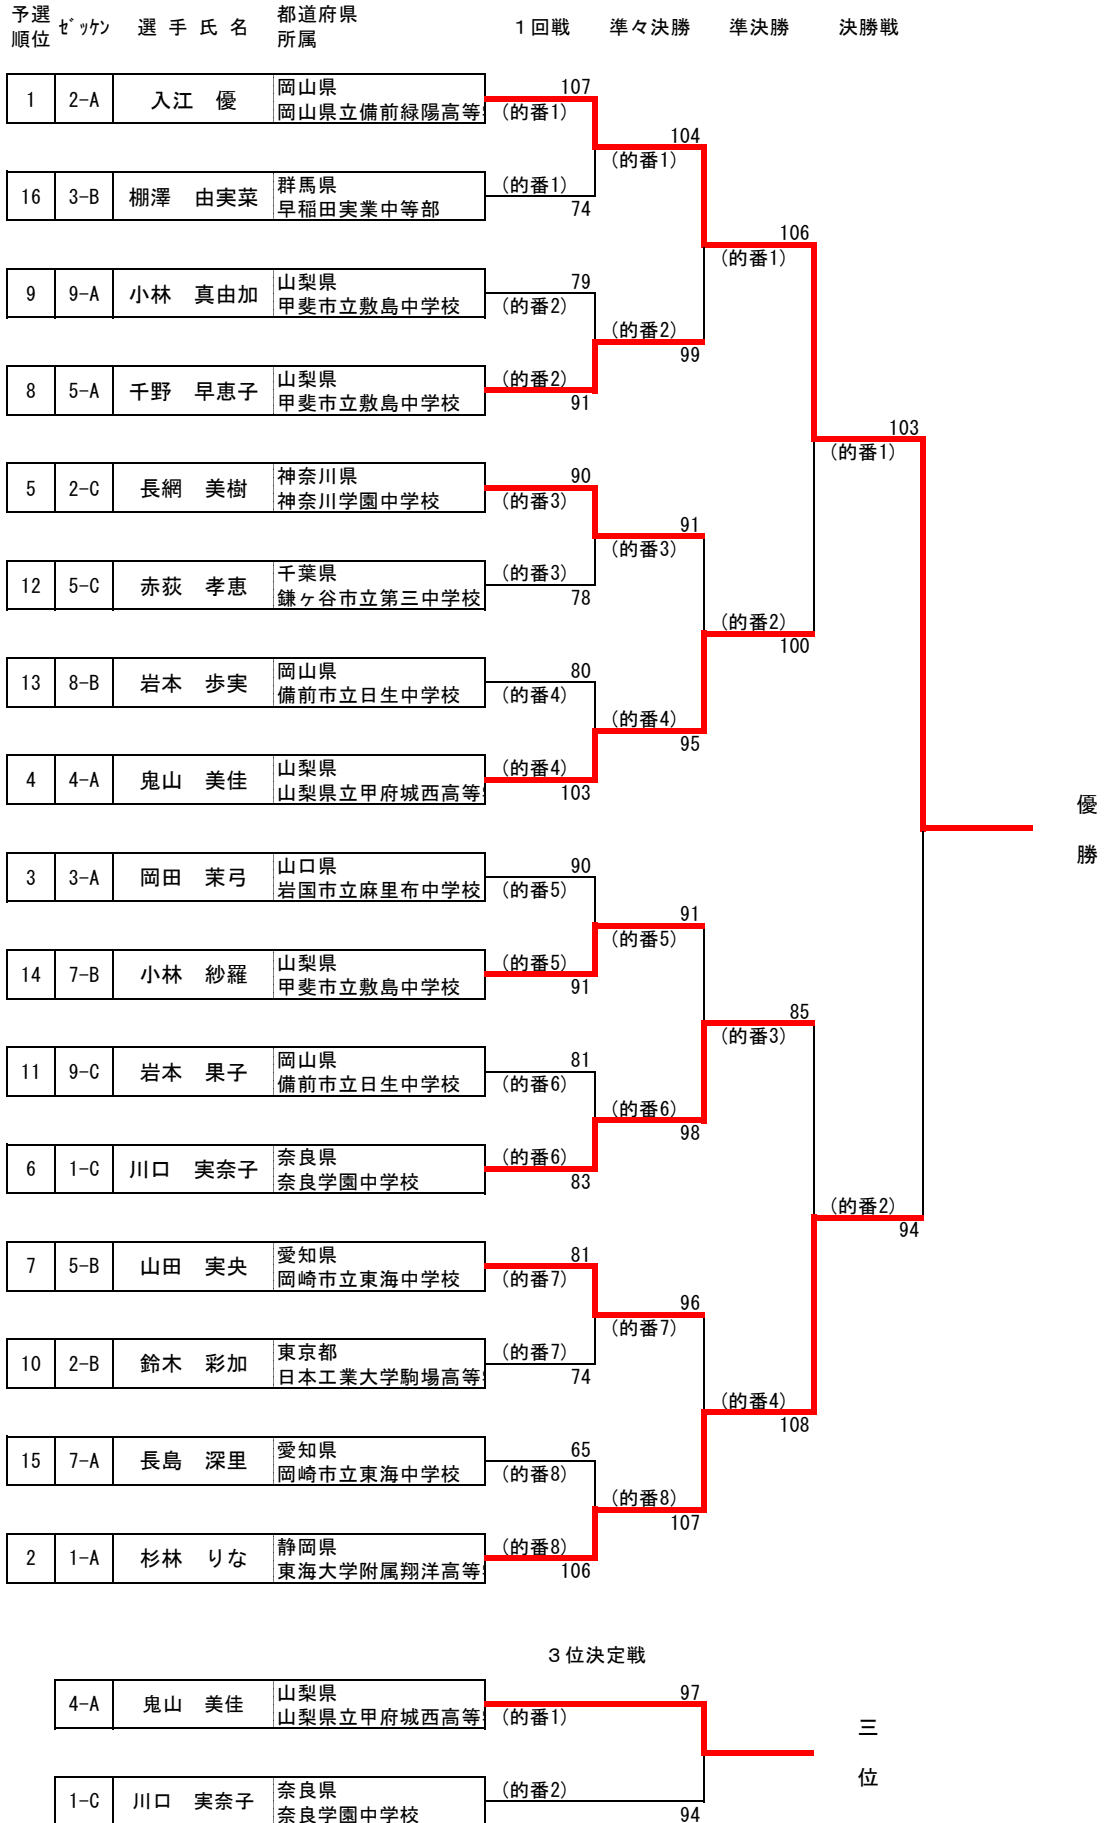 予選順位 ｾﾞｯｹﾝ 選手氏名 都道府県所属 １回戦 準々決勝 準決勝 決勝戦
1 2-A 入江　優 岡山県
岡山県立備前緑陽高等
107
(的番1)
104
(的番1)
16 3-B 棚澤　由実菜 群馬県
早稲田実業中等部
(的番1)
74
106
(的番1)
9 9-A 小林　真由加 山梨県
甲斐市立敷島中学校
79
(的番2)
(的番2)
99
8 5-A 千野　早恵子 山梨県
甲斐市立敷島中学校
(的番2)
91
103
(的番1)
5 2-C 長網　美樹 神奈川県
神奈川学園中学校
90
(的番3)
91
(的番3)
12 5-C 赤荻　孝恵 千葉県
鎌ヶ谷市立第三中学校
(的番3)
78
(的番2)
100
13 8-B 岩本　歩実 岡山県
備前市立日生中学校
80
(的番4)
(的番4)
95
4 4-A 鬼山　美佳 山梨県
山梨県立甲府城西高等
(的番4)
103
優勝
3 3-A 岡田　茉弓 山口県
岩国市立麻里布中学校
90
(的番5)
91
(的番5)
14 7-B 小林　紗羅 山梨県
甲斐市立敷島中学校
(的番5)
91
85
(的番3)
11 9-C 岩本　果子 岡山県
備前市立日生中学校
81
(的番6)
(的番6)
98
6 1-C 川口　実奈子 奈良県
奈良学園中学校
(的番6)
83
(的番2)
94
7 5-B 山田　実央 愛知県
岡崎市立東海中学校
81
(的番7)
96
(的番7)
10 2-B 鈴木　彩加 東京都
日本工業大学駒場高等
(的番7)
74
(的番4)
108
15 7-A 長島　深里 愛知県
岡崎市立東海中学校
65
(的番8)
(的番8)
107
2 1-A 杉林　りな 静岡県
東海大学附属翔洋高等
(的番8)
106
３位決定戦
4-A 鬼山　美佳 山梨県
山梨県立甲府城西高等
97
(的番1)
三位
1-C 川口　実奈子 奈良県
奈良学園中学校
(的番2)
94